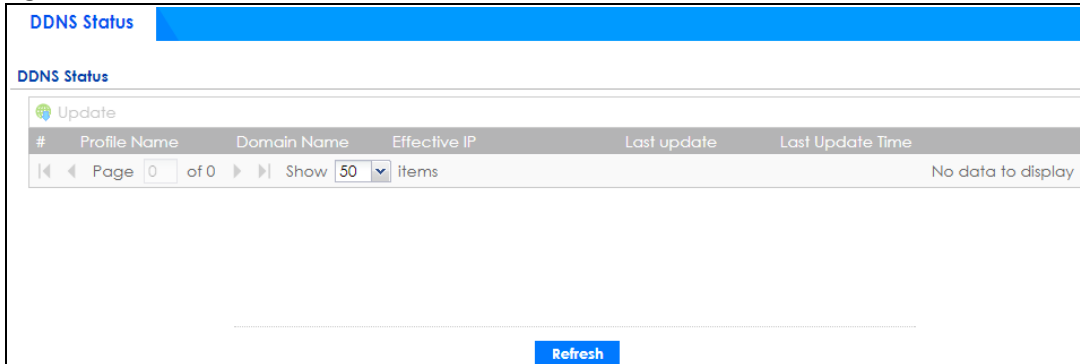 DDNS Status
DDNS Status
Update
# Profile Name Domain Name Effective IP Last update Last Update Time
Page 0 of 0 Show 50 items No data to display
Refresh